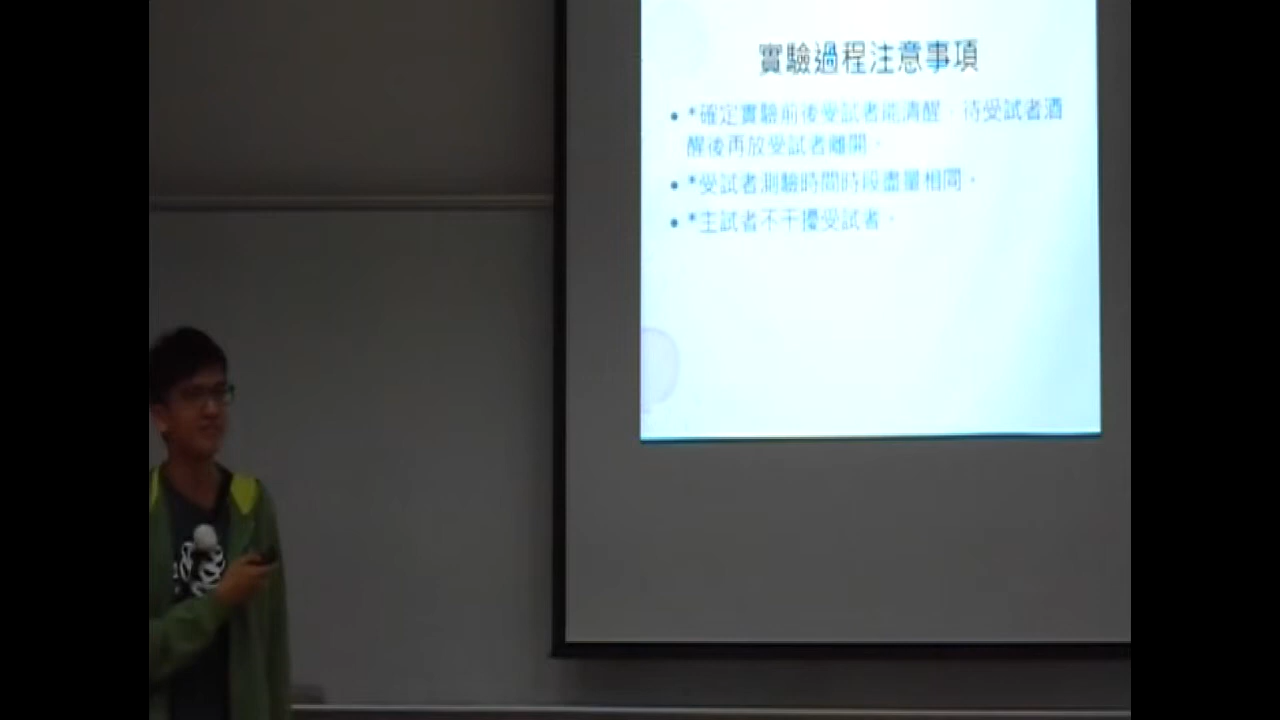 實驗過程注意事項
• *確定實驗前後受試者能清醒,待受試者酒
醒後再放受試者離開。
• *受試者測驗時間時段盡量相同。
• *主試者不干擾受試者。